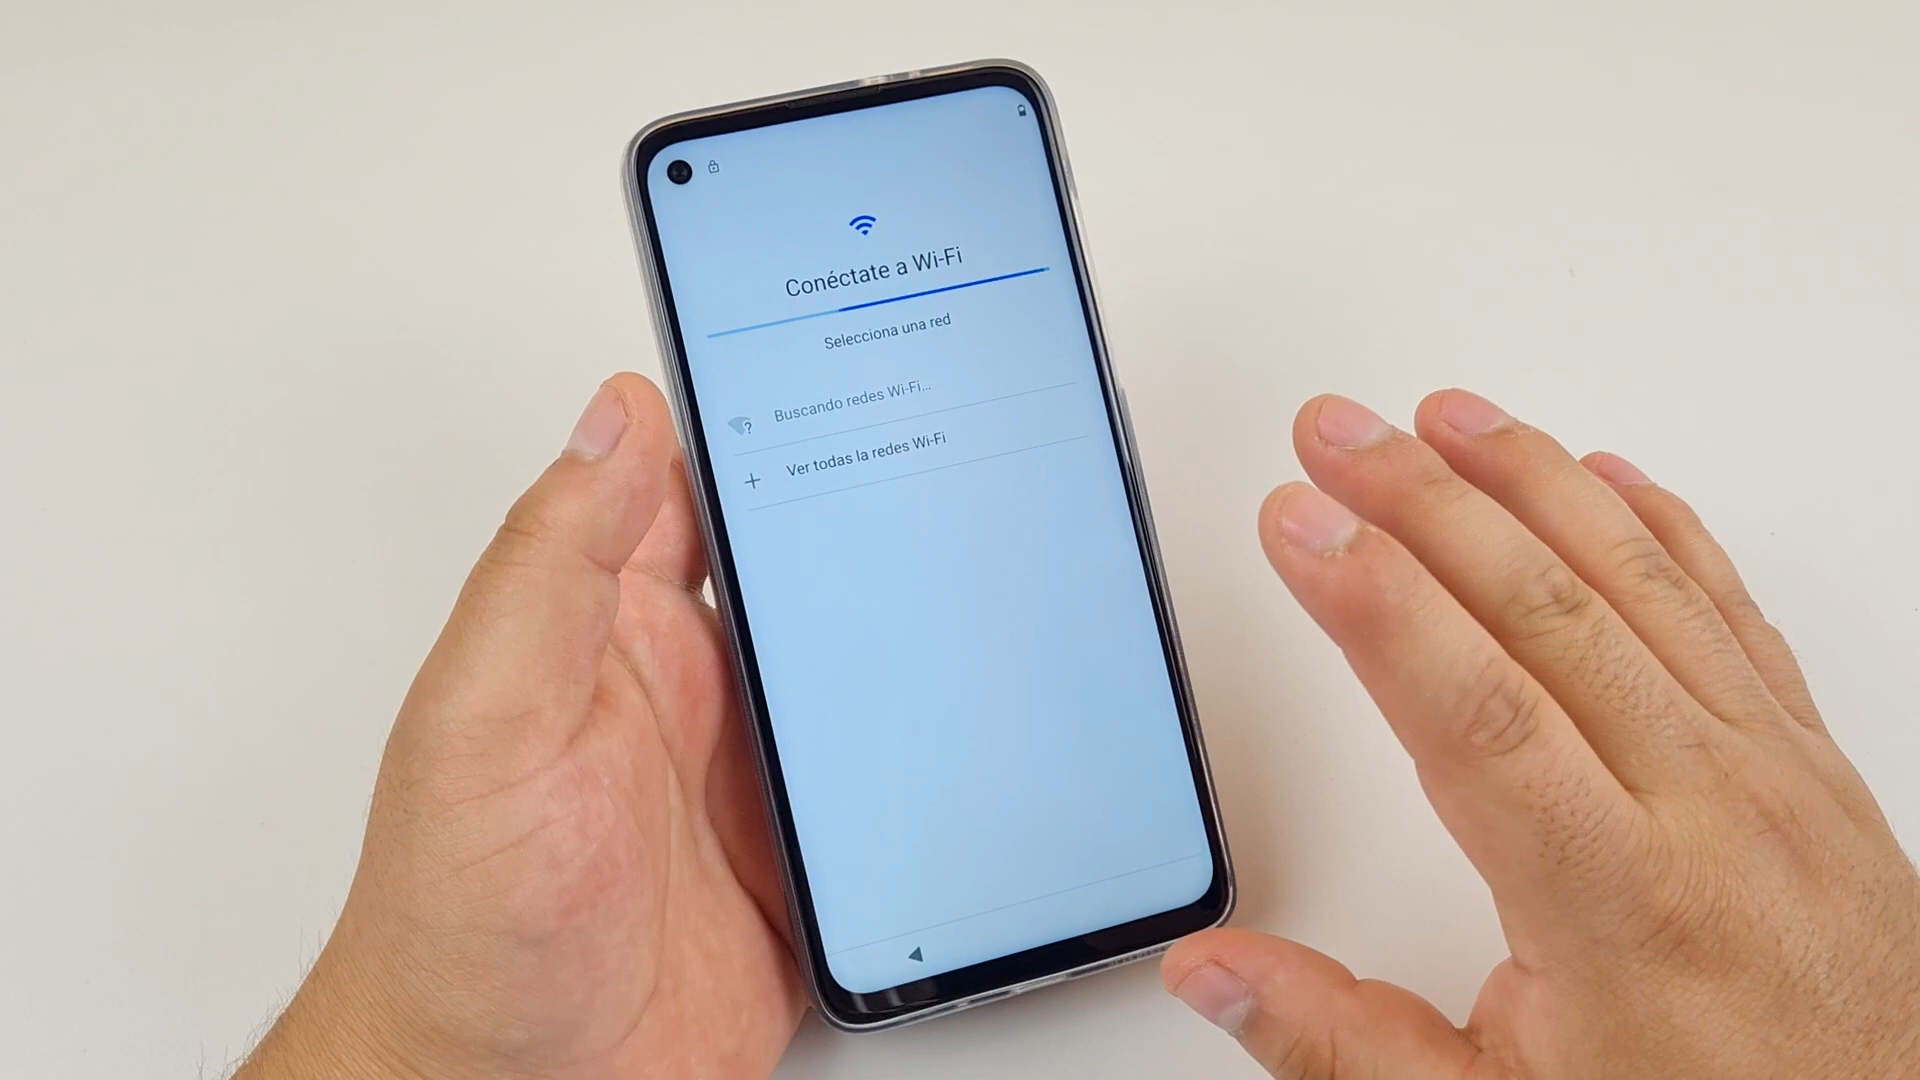 Conéctate a Wi-Fi
Selecciona una red
Buscando redes Wi-Fi...
Ver todas la redes Wi-Fi